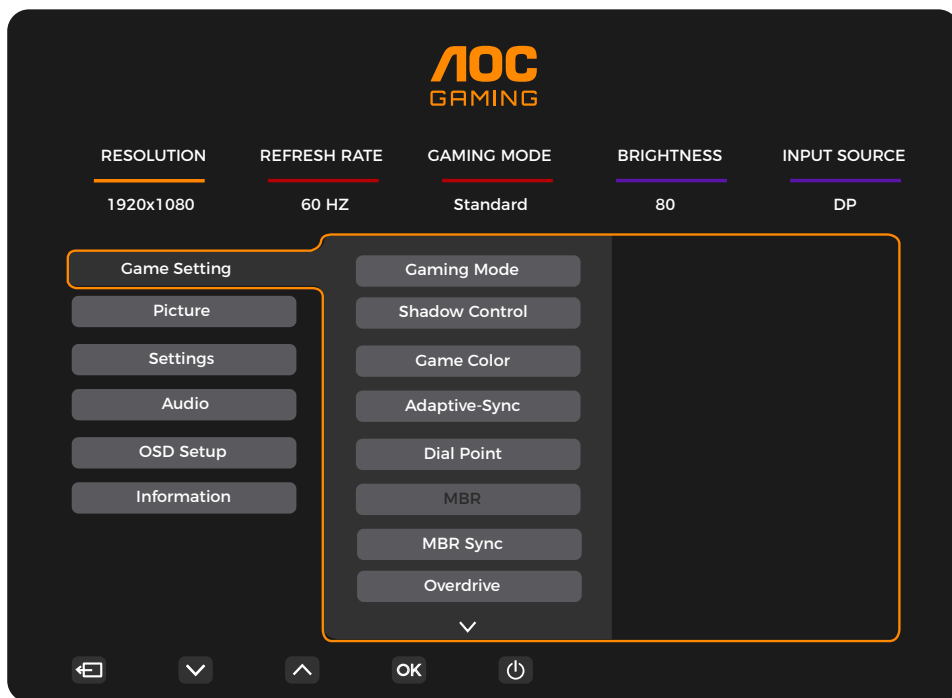 AOC
GAMING
RESOLUTION REFRESH RATE GAMING MODE BRIGHTNESS INPUT SOURCE
1920x1080 60 HZ Standard 80 DP
Game Setting
Picture
Settings
Audio
OSD Setup
Information
Gaming Mode
Shadow Control
Game Color
Adaptive-Sync
Dial Point
MBR
MBR Sync
Overdrive
OK